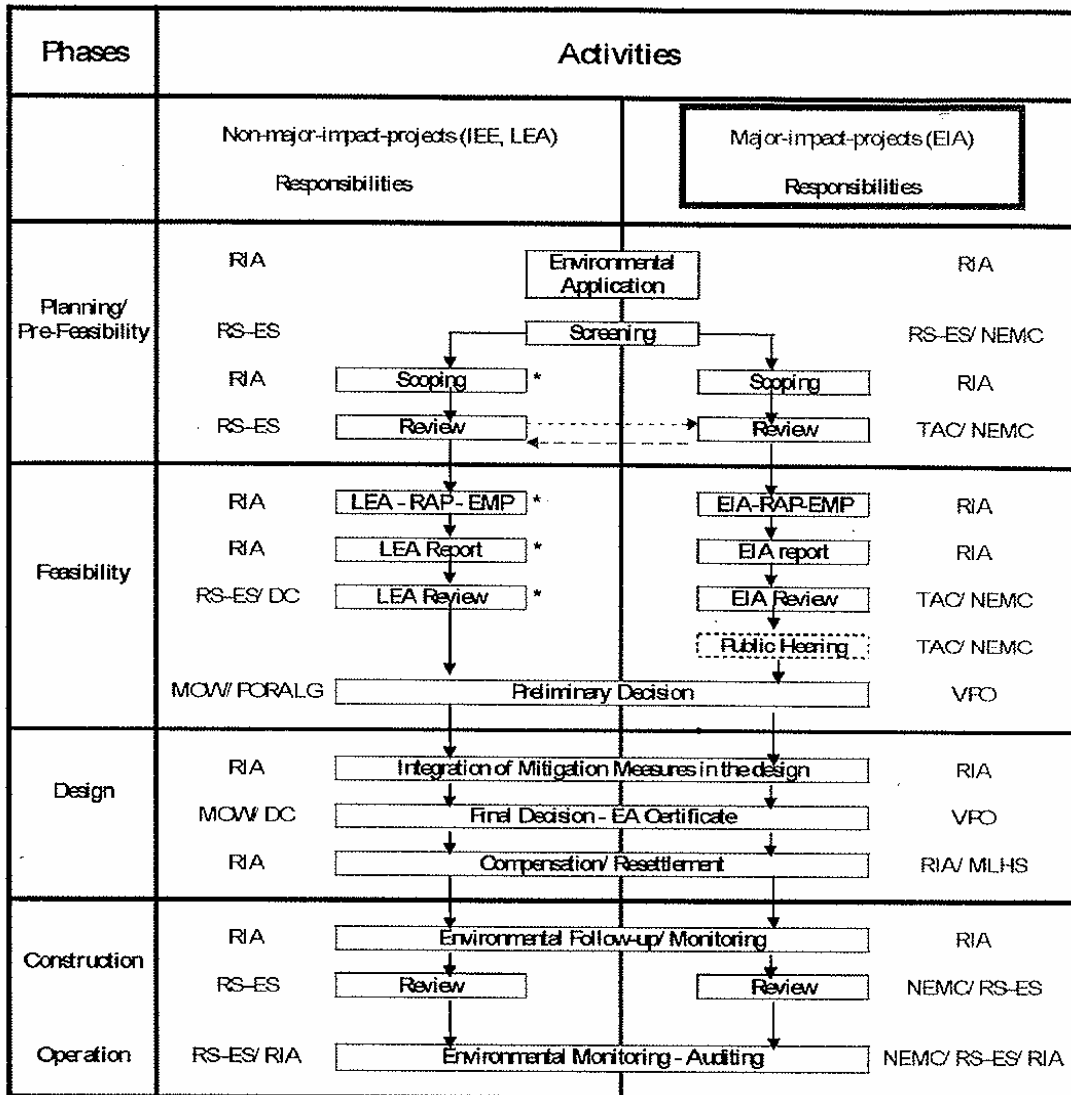 Phases Activities
Non-major-impact-projects (IEE, LEA) Major-impact-projects (EIA)
Responsibilities Responsibilities
RIA Environmental Application RIA
Planning/
Pre-Feasibility RS-ES Screening RS-ES/ NEMC
RIA Scoping * Scoping RIA
RS-ES Review Review TAC/ NEMC
RIA LEA - RAP - EMP * EIA-RAP-EMP RIA
RIA LEA Report * EIA report RIA
Feasibility
RS-ES/ DC LEA Review * EIA Review TAC/ NEMC
Public Hearing TAC/ NEMC
MOW/ PORALG Preliminary Decision VPO
RIA Integration of Mitigation Measures in the design RIA
Design
MOW/ DC Final Decision - EA Certificate VPO
RIA Compensation/ Resettlement RIA/ MLHS
RIA Environmental Follow-up/ Monitoring RIA
Construction
RS-ES Review Review NEMC/ RS-ES
Operation RS-ES/ RIA Environmental Monitoring - Auditing NEMC/ RS-ES/ RIA